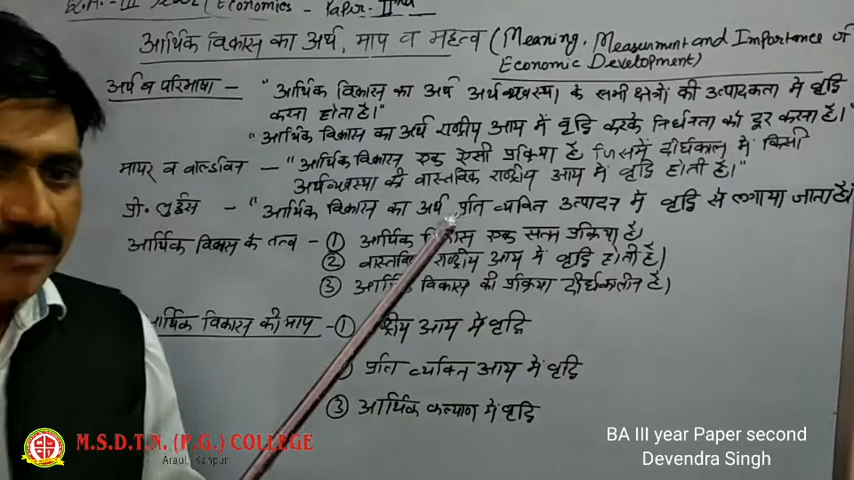 B.A.-III Year (Economics - Paper-IInd
आर्थिक विकास का अर्थ, माप व महत्व (Meaning, Measurment and Importance of
Economic Development)
अर्थ व परिभाषा - "आर्थिक विकास का अर्थ अर्थव्यवस्था के सभी क्षेत्रों की उत्पादकता में वृद्धि
करना होता है।"
"आर्थिक विकास का अर्थ राष्ट्रीय आय में वृद्धि करके निर्धनता को दूर करना है।"
मायर व वाल्डविन - "आर्थिक विकास एक ऐसी प्रक्रिया है जिसमें दीर्घकाल में किसी
अर्थव्यवस्था की वास्तविक राष्ट्रीय आय में वृद्धि होती है।"
प्रो. लुईस - "आर्थिक विकास का अर्थ प्रति व्यक्ति उत्पादन में वृद्धि से लगाया जाता है।
आर्थिक विकास के तत्व - ① आर्थिक विकास एक सतत प्रक्रिया है।
② वास्तविक राष्ट्रीय आय में वृद्धि होती है।
③ आर्थिक विकास की प्रक्रिया दीर्घकालीन है।
आर्थिक विकास की माप - ① राष्ट्रीय आय में वृद्धि
प्रति व्यक्ति आय में वृद्धि
③ आर्थिक कल्याण में वृद्धि
M.S.D.T.N. (P.G.) COLLEGE
Araul, Kanpur
BA III year Paper second
Devendra Singh